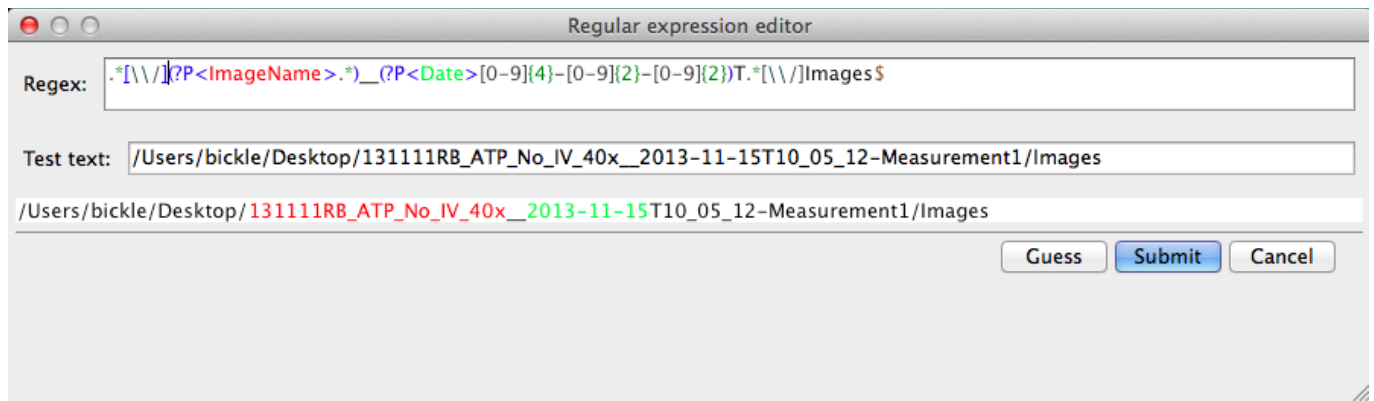 Regular expression editor
Regex: .*[\\/](?P<ImageName>.*)__(?P<Date>[0-9]{4}-[0-9]{2}-[0-9]{2})T.*[\\/]Images$
Test text: /Users/bickle/Desktop/131111RB_ATP_No_IV_40x__2013-11-15T10_05_12-Measurement1/Images
/Users/bickle/Desktop/131111RB_ATP_No_IV_40x__2013-11-15T10_05_12-Measurement1/Images
Guess Submit Cancel